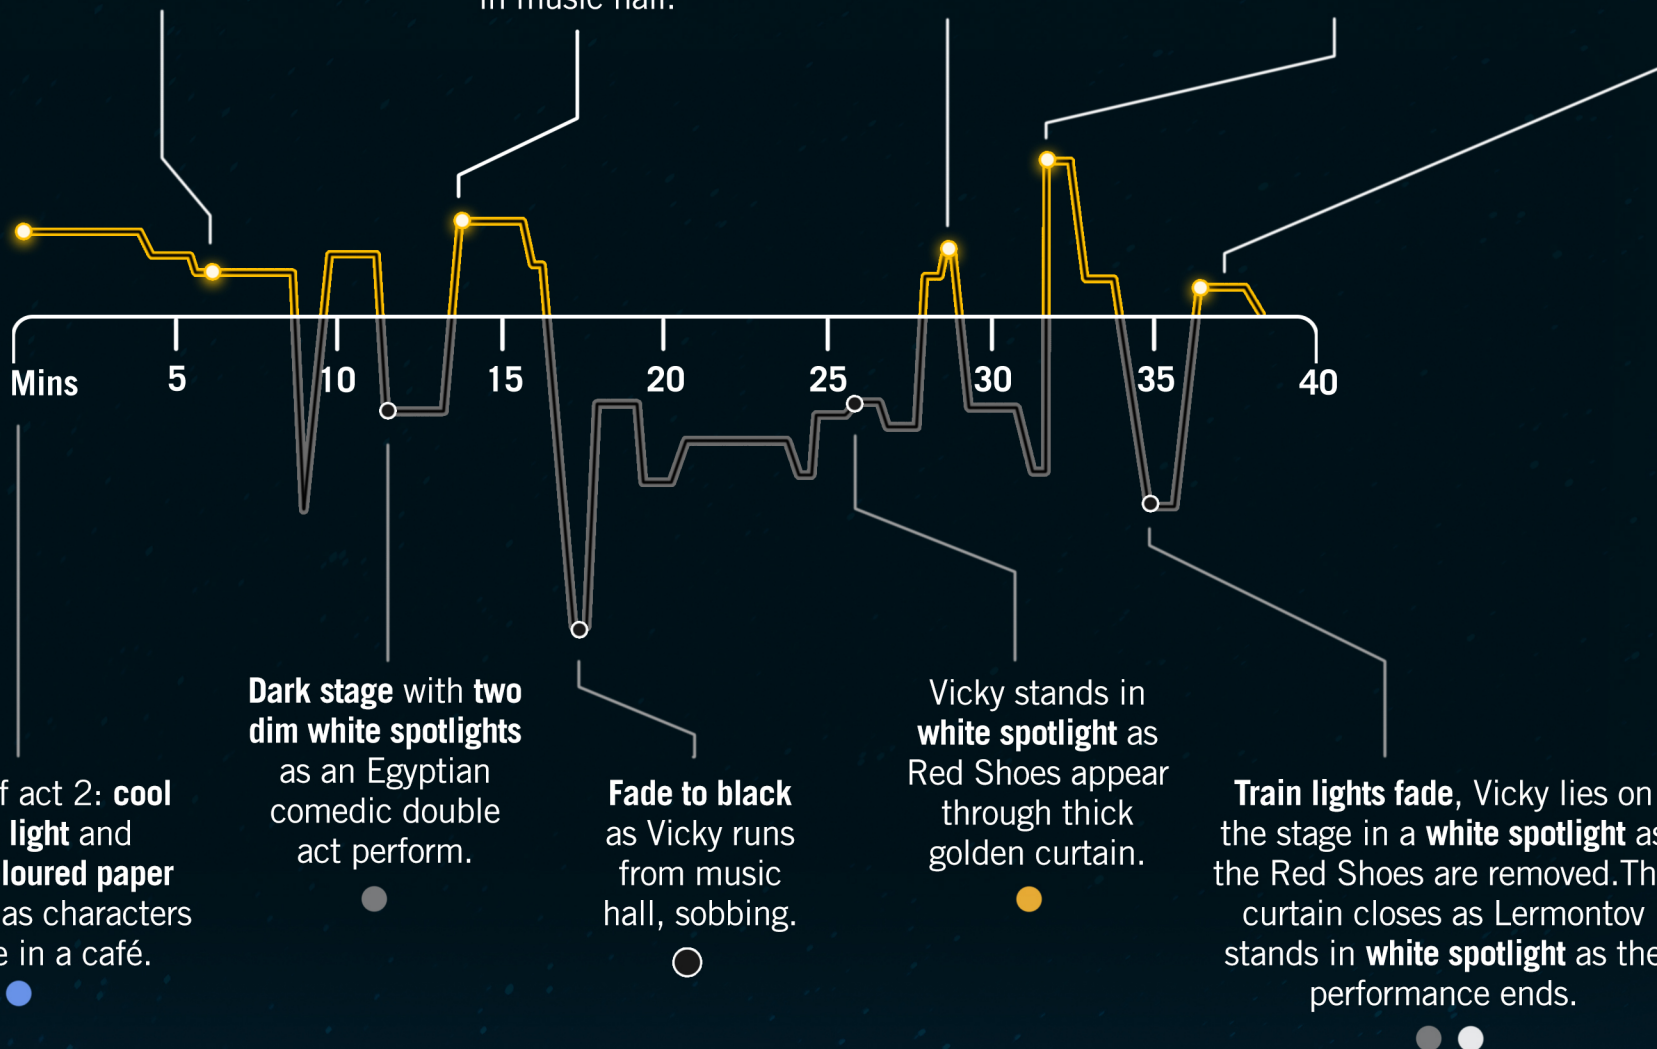 in music hall.
Mins 5 10 15 20 25 30 35 40
Dark stage with two
dim white spotlights
as an Egyptian
comedic double
act perform.
Vicky stands in
white spotlight as
Red Shoes appear
through thick
golden curtain.
act 2: cool
light and
loured paper
as characters
in a café.
Fade to black
as Vicky runs
from music
hall, sobbing.
Train lights fade, Vicky lies on
the stage in a white spotlight as
the Red Shoes are removed.Th
curtain closes as Lermontov
stands in white spotlight as the
performance ends.